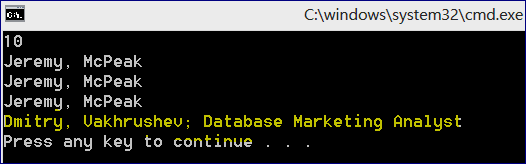 C:\windows\system32\cmd.exe
10
Jeremy, McPeak
Jeremy, McPeak
Jeremy, McPeak
Dmitry, Vakhrushev; Database Marketing Analyst
Press any key to continue . . .